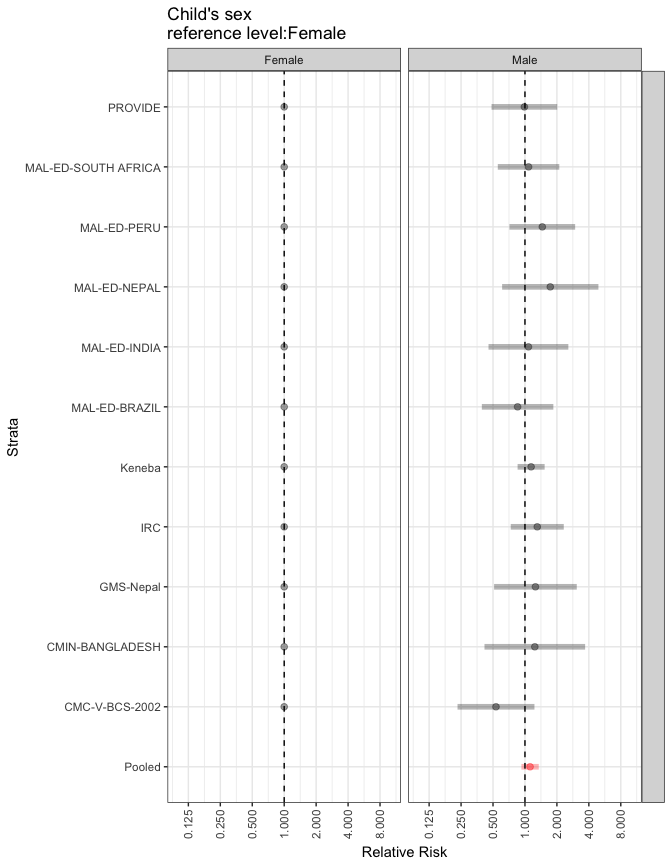 Child's sex
reference level:Female
Female
Male
PROVIDE
MAL-ED-SOUTH AFRICA
MAL-ED-PERU
MAL-ED-NEPAL
MAL-ED-INDIA
MAL-ED-BRAZIL
Keneba
IRC
GMS-Nepal
CMIN-BANGLADESH
CMC-V-BCS-2002
Pooled
Strata
0.125 0.250 0.500 1.000 2.000 4.000 8.000
0.125 0.250 0.500 1.000 2.000 4.000 8.000
Relative Risk